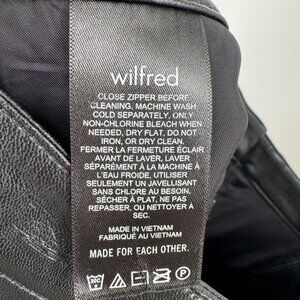 wilfred
CLOSE ZIPPER BEFORE
CLEANING, MACHINE WASH
COLD SEPARATELY, ONLY
NON-CHLORINE BLEACH WHEN
NEEDED, DRY FLAT, DO NOT
IRON, OR DRY CLEAN.
FERMER LA FERMETURE ÉCLAIR
AVANT DE LAVER. LAVER
SÉPARÉMENT À LA MACHINE À
L'EAU FROIDE, UTILISER
SEULEMENT UN JAVELLISANT
SANS CHLORE AU BESOIN,
SÉCHER À PLAT, NE PAS
REPASSER, OU NETTOYER À
SEC.
MADE IN VIETNAM
FABRIQUÉ AU VIETNAM
MADE FOR EACH OTHER.
P